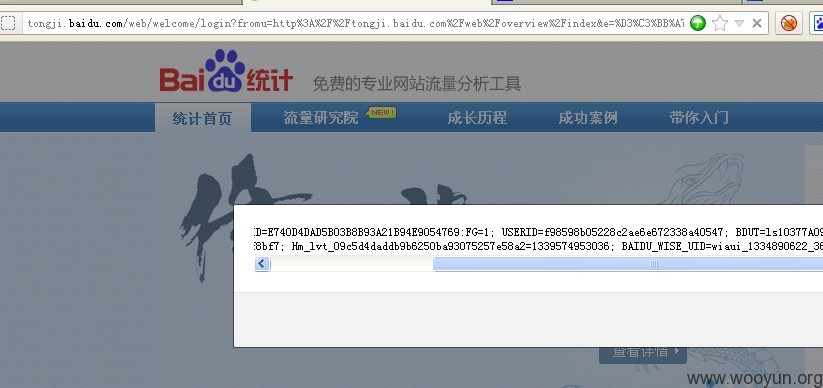 tongji.baidu.com/web/welcome/login?fromu=http%3A%2F%2Ftongji.baidu.com%2Fweb%2Foverview%2Findex&e=%D3%C3%BB%A7
Bai du 统计 免费的专业网站流量分析工具
统计首页 流量研究院 NEW! 成长历程 成功案例 带你入门
ID=E740D4DAD5B03B8B93A21B94E9054769:FG=1; USERID=f98598b05228c2ae6e672338a40547; BDUT=ls10377A09
f8bf7; Hm_lvt_09c5d4daddb9b6250ba93075257e58a2=1339574953036; BAIDU_WISE_UID=wiaui_1334890622_36
查看详情
www.wooyun.org